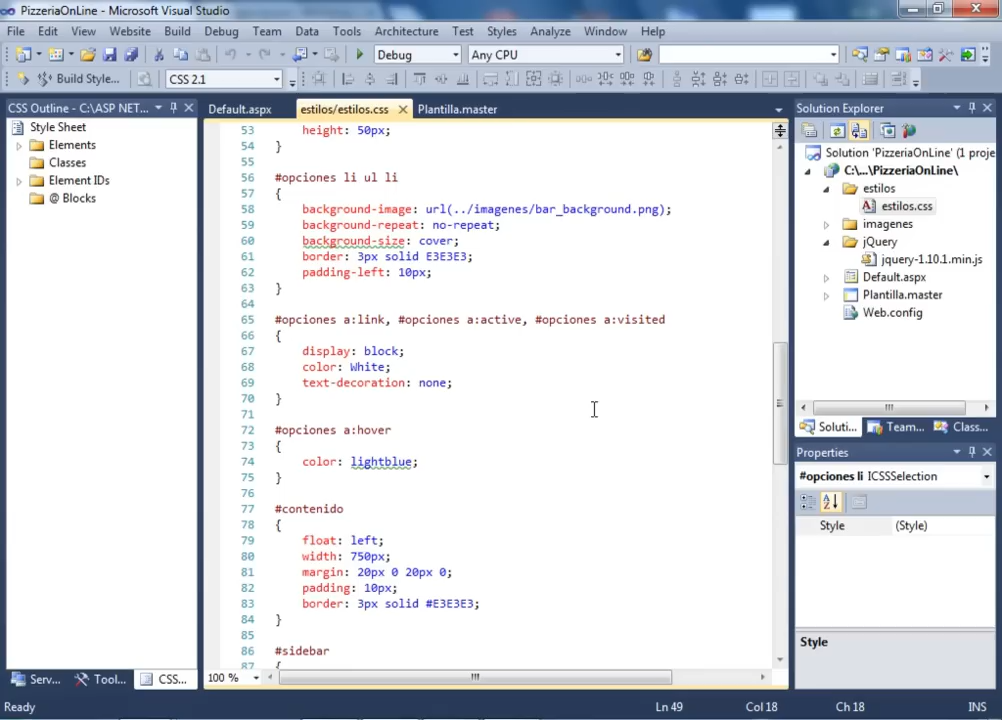 PizzeriaOnLine - Microsoft Visual Studio
File Edit View Website Build Debug Team Data Tools Architecture Test Styles Analyze Window Help
Debug Any CPU
Build Style... CSS 2.1
CSS Outline - C:\ASP NET...
Style Sheet
Elements
Classes
Element IDs
@ Blocks
Serv... Tool... CSS...
Default.aspx estilos/estilos.css Plantilla.master
53 height: 50px;
54 }
55
56 #opciones li ul li
57 {
58 background-image: url(../imagenes/bar_background.png);
59 background-repeat: no-repeat;
60 background-size: cover;
61 border: 3px solid E3E3E3;
62 padding-left: 10px;
63 }
64
65 #opciones a:link, #opciones a:active, #opciones a:visited
66 {
67 display: block;
68 color: White;
69 text-decoration: none;
70 }
71
72 #opciones a:hover
73 {
74 color: lightblue;
75 }
76
77 #contenido
78 {
79 float: left;
80 width: 750px;
81 margin: 20px 0 20px 0;
82 padding: 10px;
83 border: 3px solid #E3E3E3;
84 }
85
86 #sidebar
87 {
100 %
Solution Explorer
Solution 'PizzeriaOnLine' (1 proje
C:\...\PizzeriaOnLine\
estilos
estilos.css
imagenes
jQuery
jquery-1.10.1.min.js
Default.aspx
Plantilla.master
Web.config
Soluti... Team... Class...
Properties
#opciones li ICSSSelection
Style (Style)
Style
Ready Ln 49 Col 18 Ch 18 INS